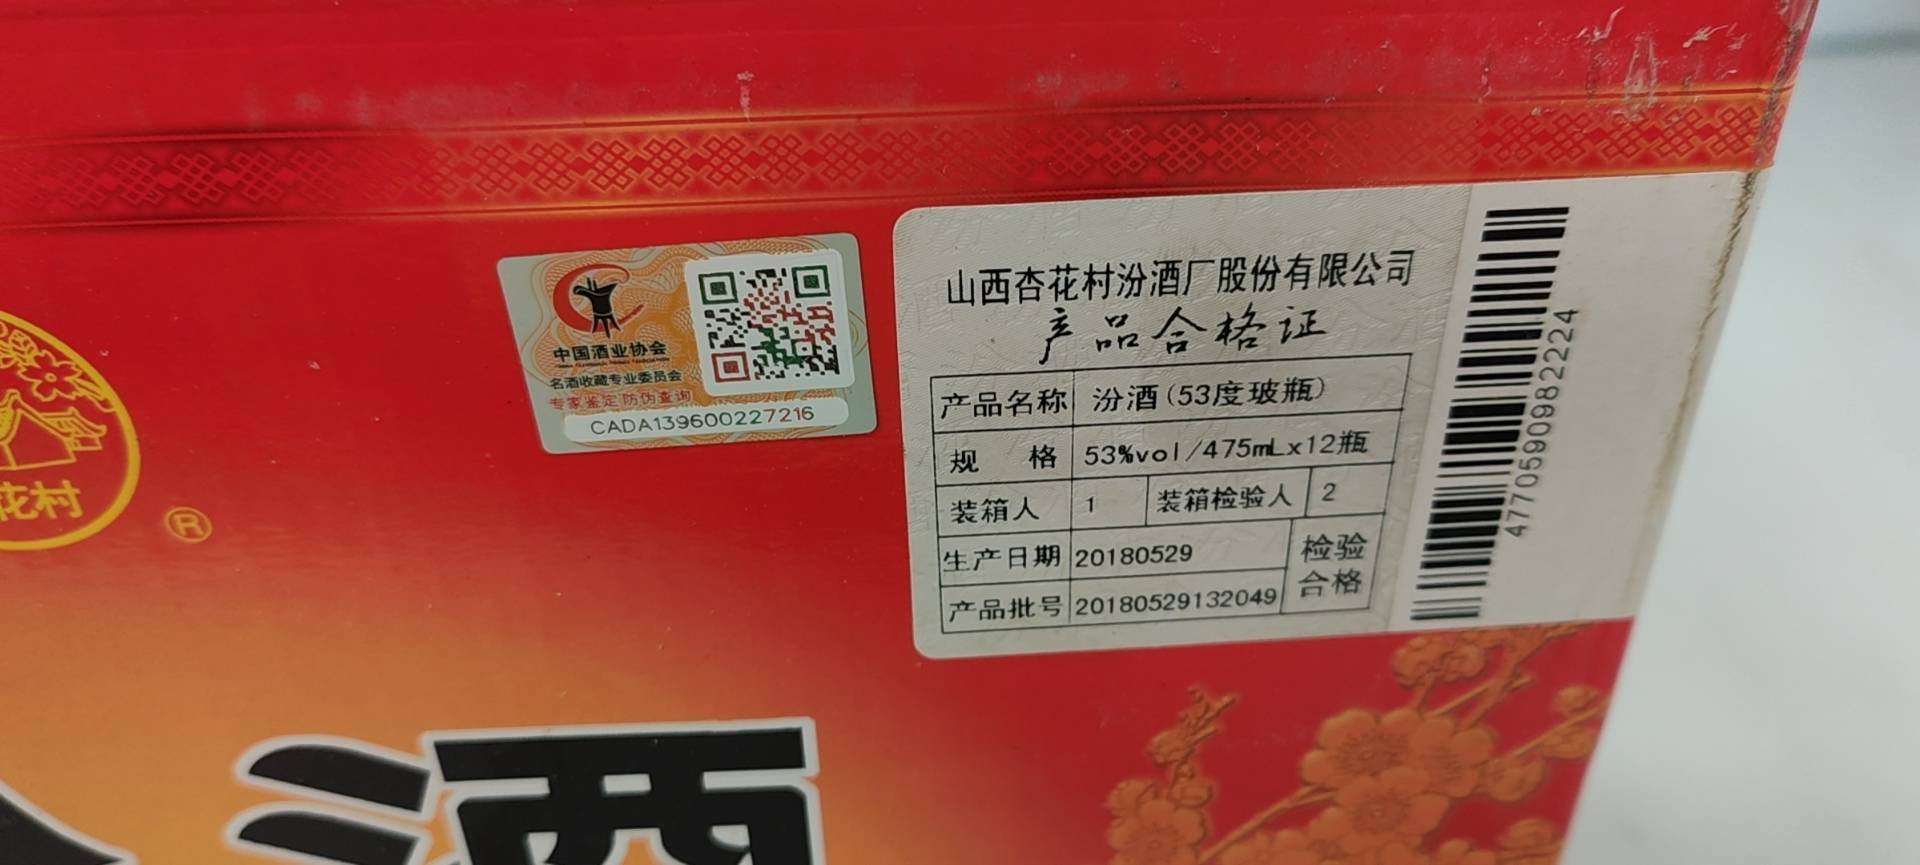 花村
®
中国酒业协会
名酒收藏专业委员会
专家鉴定防伪查询
CADA139600227216
山西杏花村汾酒厂股份有限公司
产品合格证
产品名称 汾酒(53度玻瓶)
规 格 53%vol/475mLx12瓶
装箱人 1 装箱检验人 2
生产日期 20180529 检验
产品批号 20180529132049 合格
4770590982224
酒